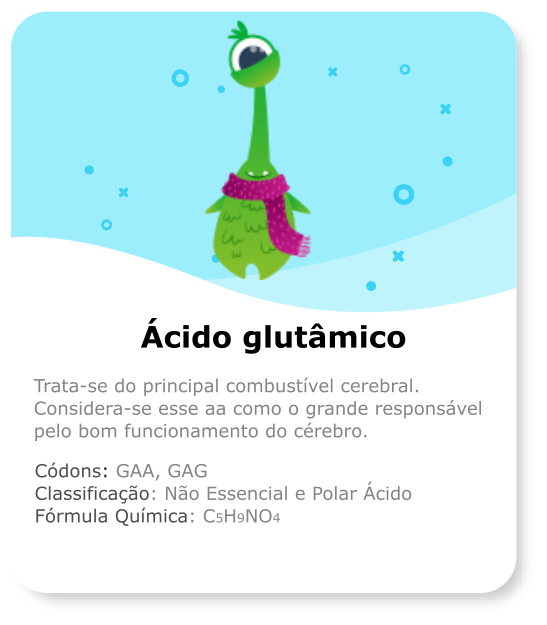 Ácido glutâmico
Trata-se do principal combustível cerebral.
Considera-se esse aa como o grande responsável
pelo bom funcionamento do cérebro.
Códons: GAA, GAG
Classificação: Não Essencial e Polar Ácido
Fórmula Química: C₅H₉NO₄